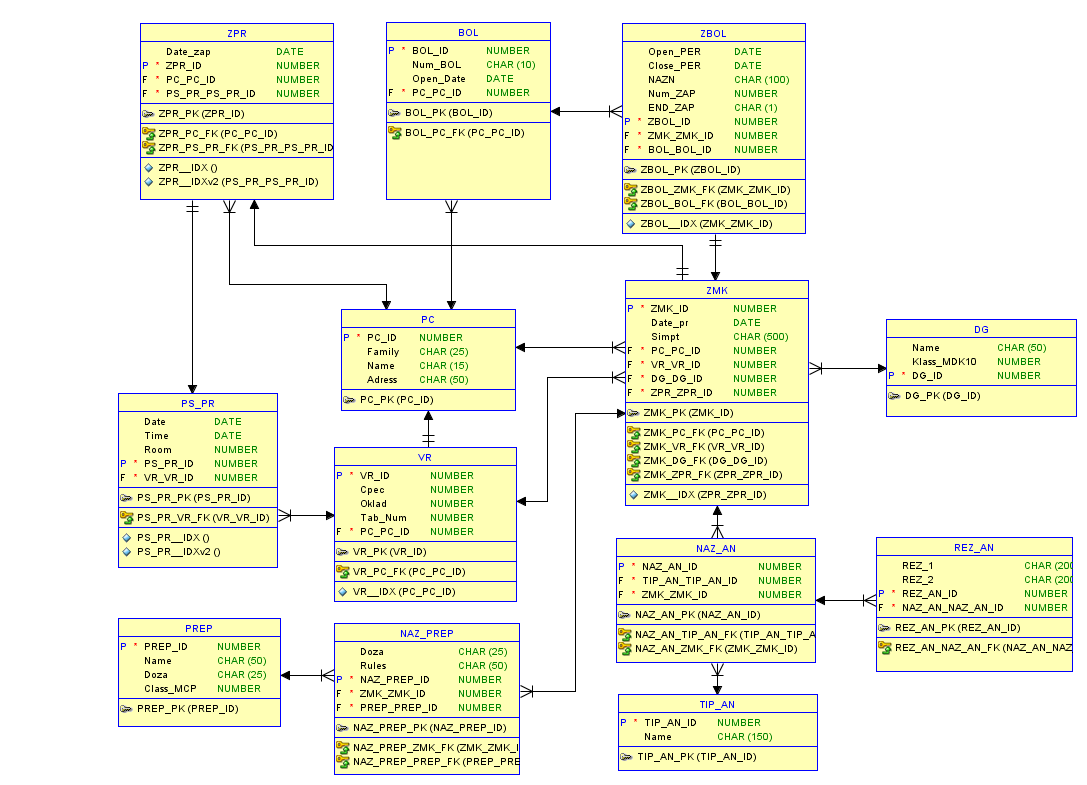 ZPR
Date_zap DATE
P * ZPR_ID NUMBER
F * PC_PC_ID NUMBER
F * PS_PR_PS_PR_ID NUMBER
ZPR_PK (ZPR_ID)
ZPR_PC_FK (PC_PC_ID)
ZPR_PS_PR_FK (PS_PR_PS_PR_ID
ZPR__IDX ()
ZPR__IDXv2 (PS_PR_PS_PR_ID)
BOL
P * BOL_ID NUMBER
Num_BOL CHAR (10)
Open_Date DATE
F * PC_PC_ID NUMBER
BOL_PK (BOL_ID)
BOL_PC_FK (PC_PC_ID)
ZBOL
Open_PER DATE
Close_PER DATE
NAZN CHAR (100)
Num_ZAP NUMBER
END_ZAP CHAR (1)
P * ZBOL_ID NUMBER
F * ZMK_ZMK_ID NUMBER
F * BOL_BOL_ID NUMBER
ZBOL_PK (ZBOL_ID)
ZBOL_ZMK_FK (ZMK_ZMK_ID)
ZBOL_BOL_FK (BOL_BOL_ID)
ZBOL__IDX (ZMK_ZMK_ID)
PC
P * PC_ID NUMBER
Family CHAR (25)
Name CHAR (15)
Adress CHAR (50)
PC_PK (PC_ID)
ZMK
P * ZMK_ID NUMBER
Date_pr DATE
Simpt CHAR (500)
F * PC_PC_ID NUMBER
F * VR_VR_ID NUMBER
F * DG_DG_ID NUMBER
F * ZPR_ZPR_ID NUMBER
ZMK_PK (ZMK_ID)
ZMK_PC_FK (PC_PC_ID)
ZMK_VR_FK (VR_VR_ID)
ZMK_DG_FK (DG_DG_ID)
ZMK_ZPR_FK (ZPR_ZPR_ID)
ZMK__IDX (ZPR_ZPR_ID)
DG
Name CHAR (50)
Klass_MDK10 NUMBER
P * DG_ID NUMBER
DG_PK (DG_ID)
PS_PR
Date DATE
Time DATE
Room NUMBER
P * PS_PR_ID NUMBER
F * VR_VR_ID NUMBER
PS_PR_PK (PS_PR_ID)
PS_PR_VR_FK (VR_VR_ID)
PS_PR__IDX ()
PS_PR__IDXv2 ()
VR
P * VR_ID NUMBER
Cpec NUMBER
Oklad NUMBER
Tab_Num NUMBER
F * PC_PC_ID NUMBER
VR_PK (VR_ID)
VR_PC_FK (PC_PC_ID)
VR__IDX (PC_PC_ID)
NAZ_AN
P * NAZ_AN_ID NUMBER
F * TIP_AN_TIP_AN_ID NUMBER
F * ZMK_ZMK_ID NUMBER
NAZ_AN_PK (NAZ_AN_ID)
NAZ_AN_TIP_AN_FK (TIP_AN_TIP_A
NAZ_AN_ZMK_FK (ZMK_ZMK_ID)
REZ_AN
REZ_1 CHAR (200
REZ_2 CHAR (200
P * REZ_AN_ID NUMBER
F * NAZ_AN_NAZ_AN_ID NUMBER
REZ_AN_PK (REZ_AN_ID)
REZ_AN_NAZ_AN_FK (NAZ_AN_NAZ
PREP
P * PREP_ID NUMBER
Name CHAR (50)
Doza CHAR (25)
Class_MCP NUMBER
PREP_PK (PREP_ID)
NAZ_PREP
Doza CHAR (25)
Rules CHAR (50)
P * NAZ_PREP_ID NUMBER
F * ZMK_ZMK_ID NUMBER
F * PREP_PREP_ID NUMBER
NAZ_PREP_PK (NAZ_PREP_ID)
NAZ_PREP_ZMK_FK (ZMK_ZMK_I
NAZ_PREP_PREP_FK (PREP_PRE
TIP_AN
P * TIP_AN_ID NUMBER
Name CHAR (150)
TIP_AN_PK (TIP_AN_ID)